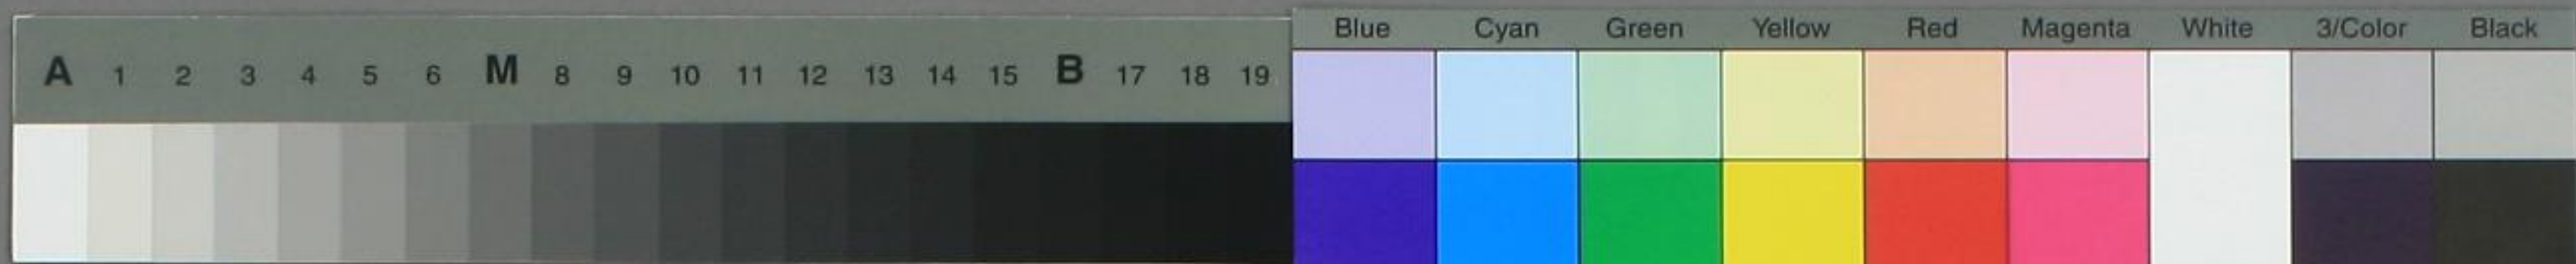 A 1 2 3 4 5 6 M 8 9 10 11 12 13 14 15 B 17 18 19
Blue Cyan Green Yellow Red Magenta White 3/Color Black